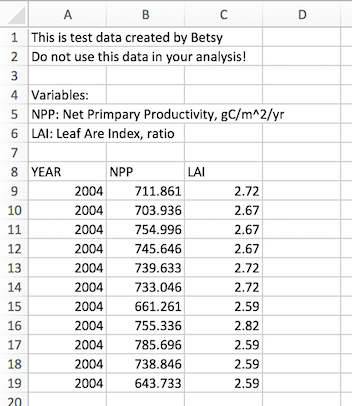 A B C D
1 This is test data created by Betsy
2 Do not use this data in your analysis!
3
4 Variables:
5 NPP: Net Primpary Productivity, gC/m^2/yr
6 LAI: Leaf Are Index, ratio
7
8 YEAR NPP LAI
9 2004 711.861 2.72
10 2004 703.936 2.67
11 2004 754.996 2.67
12 2004 745.646 2.67
13 2004 739.633 2.72
14 2004 733.046 2.72
15 2004 661.261 2.59
16 2004 755.336 2.82
17 2004 785.696 2.59
18 2004 738.846 2.59
19 2004 643.733 2.59
20